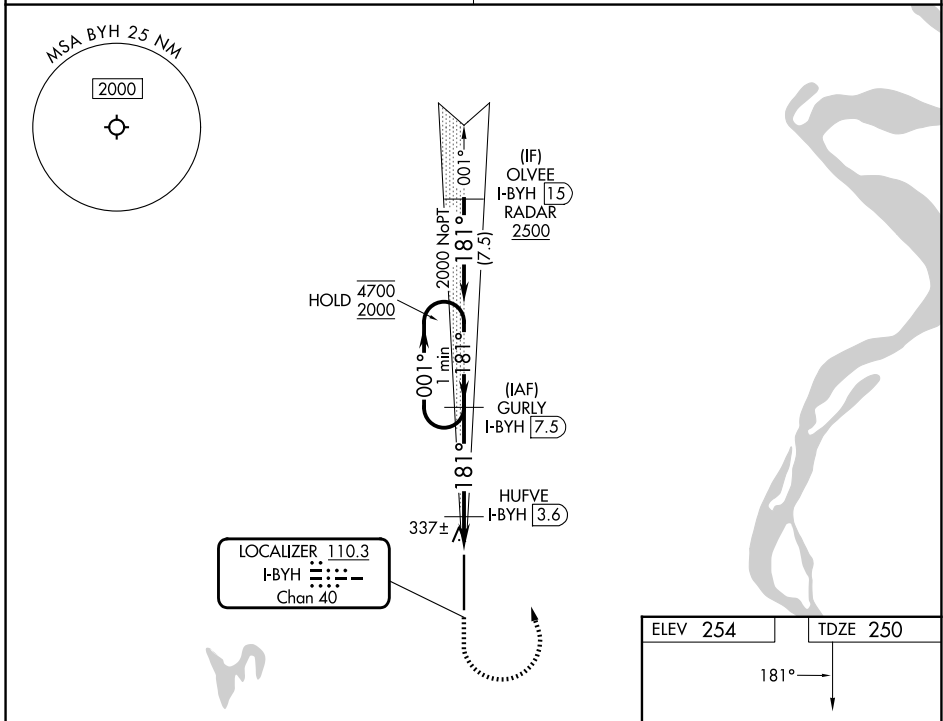 MSA BYH 25 NM
2000
001°
(IF)
OLVEE
I-BYH 15
RADAR
2500
2000 NoPT
181°
(7.5)
HOLD 4700
2000
001°
1 min
181°
(IAF)
GURLY
I-BYH 7.5
181°
HUFVE
I-BYH 3.6
337±
LOCALIZER 110.3
I-BYH
Chan 40
ELEV 254
TDZE 250
181°